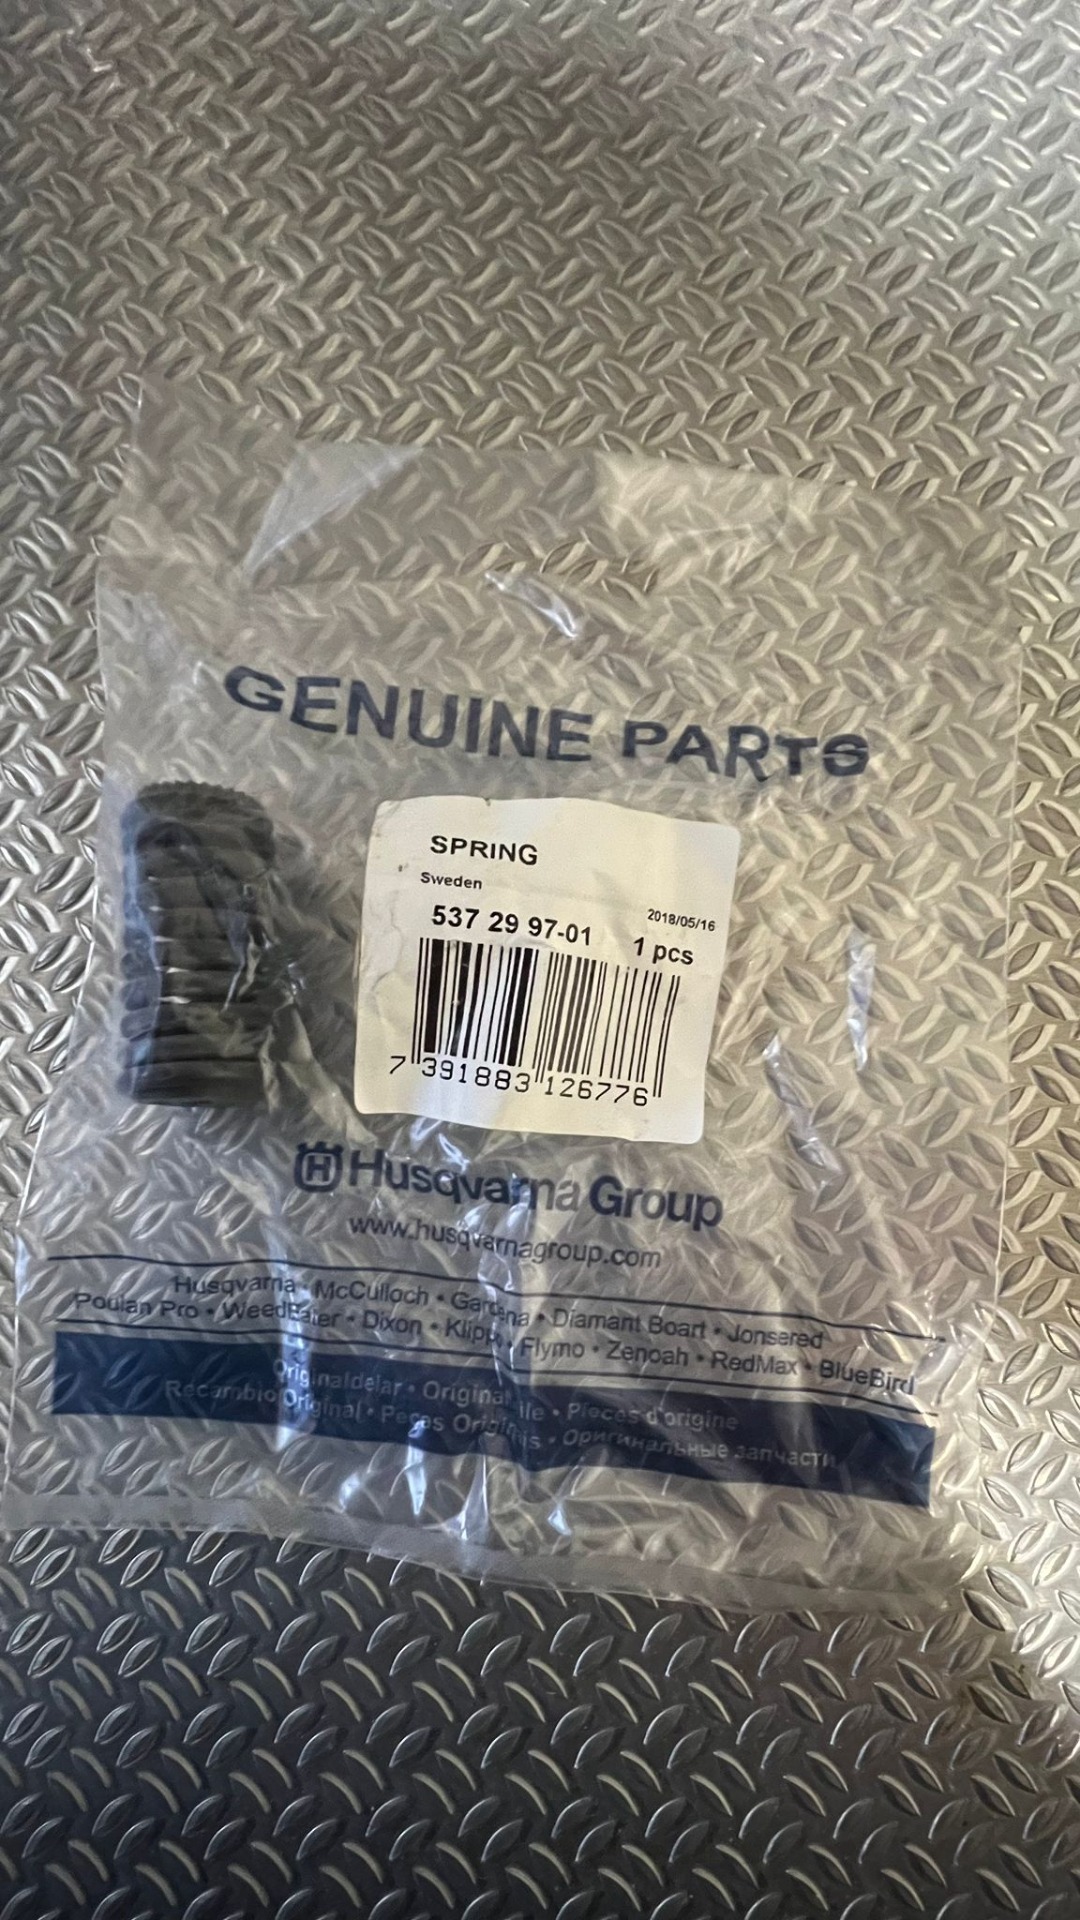 GENUINE PARTS
SPRING
Sweden
2018/05/16
537 29 97-01
1 pcs
7 391883 126776
H Husqvarna Group
www.husqvarnagroup.com
Husqvarna • McCulloch • Gardena • Diamant Boart • Jonsered
Poulan Pro • WeedEater • Dixon • Klippo • Flymo • Zenoah • RedMax • BlueBird
Originaldelar • Original • Pièces d'origine
Recambio Original • Peças Originais • Оригинальные запчасти